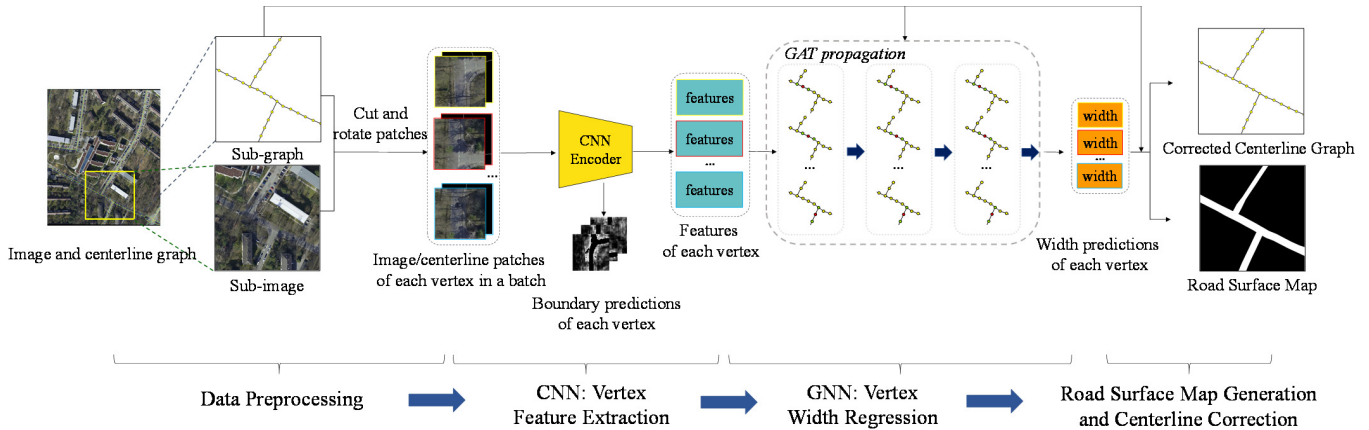 Image and centerline graph
Sub-graph
Sub-image
Cut and
rotate patches
...
Image/centerline patches
of each vertex in a batch
CNN
Encoder
Boundary predictions
of each vertex
features
features
...
features
Features
of each vertex
GAT propagation
...
...
...
width
width
...
width
Width predictions
of each vertex
Corrected Centerline Graph
Road Surface Map
Data Preprocessing
CNN: Vertex
Feature Extraction
GNN: Vertex
Width Regression
Road Surface Map Generation
and Centerline Correction